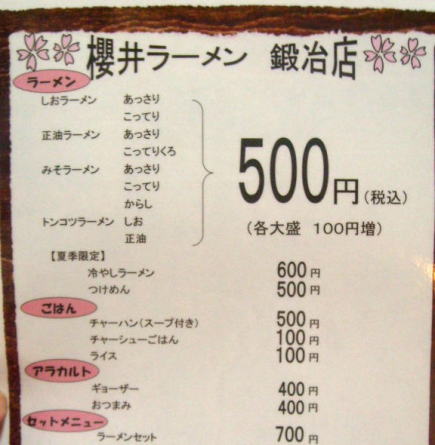 櫻井ラーメン 鍛冶店
ラーメン
しおラーメン あっさり
こってり
正油ラーメン あっさり
こってりくろ
みそラーメン あっさり
こってり
からし
トンコツラーメン しお
正油
500円(税込)
(各大盛 100円増)
【夏季限定】
冷やしラーメン 600円
つけめん 500円
ごはん
チャーハン(スープ付き) 500円
チャーシューごはん 100円
ライス 100円
アラカルト
ギョーザー 400円
おつまみ 400円
セットメニュー
ラーメンセット 700円